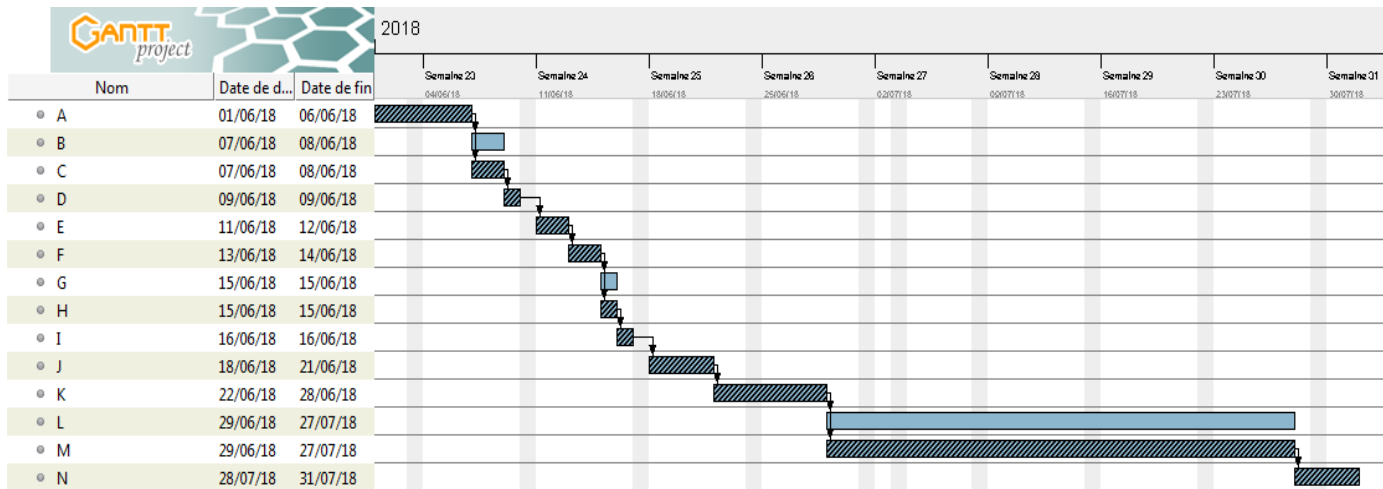 GANTT
project
2018
Semaine 23 Semaine 24 Semaine 25 Semaine 26 Semaine 27 Semaine 28 Semaine 29 Semaine 30 Semaine 31
04/06/18 11/06/18 18/06/18 25/06/18 02/07/18 09/07/18 16/07/18 23/07/18 30/07/18
Nom Date de d... Date de fin
A 01/06/18 06/06/18
B 07/06/18 08/06/18
C 07/06/18 08/06/18
D 09/06/18 09/06/18
E 11/06/18 12/06/18
F 13/06/18 14/06/18
G 15/06/18 15/06/18
H 15/06/18 15/06/18
I 16/06/18 16/06/18
J 18/06/18 21/06/18
K 22/06/18 28/06/18
L 29/06/18 27/07/18
M 29/06/18 27/07/18
N 28/07/18 31/07/18